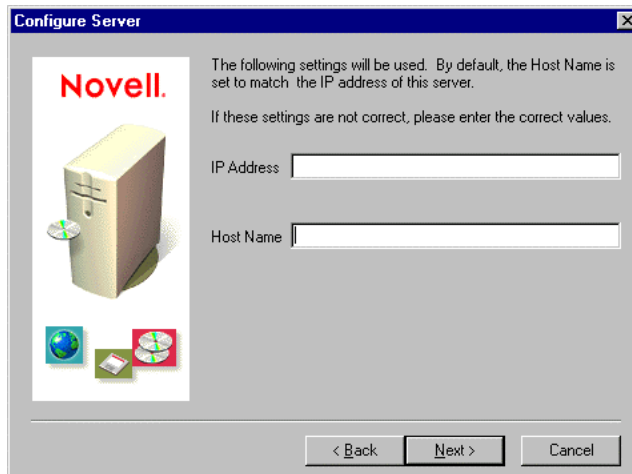 Configure Server
Novell.
The following settings will be used. By default, the Host Name is
set to match the IP address of this server.
If these settings are not correct, please enter the correct values.
IP Address
Host Name
< Back
Next >
Cancel